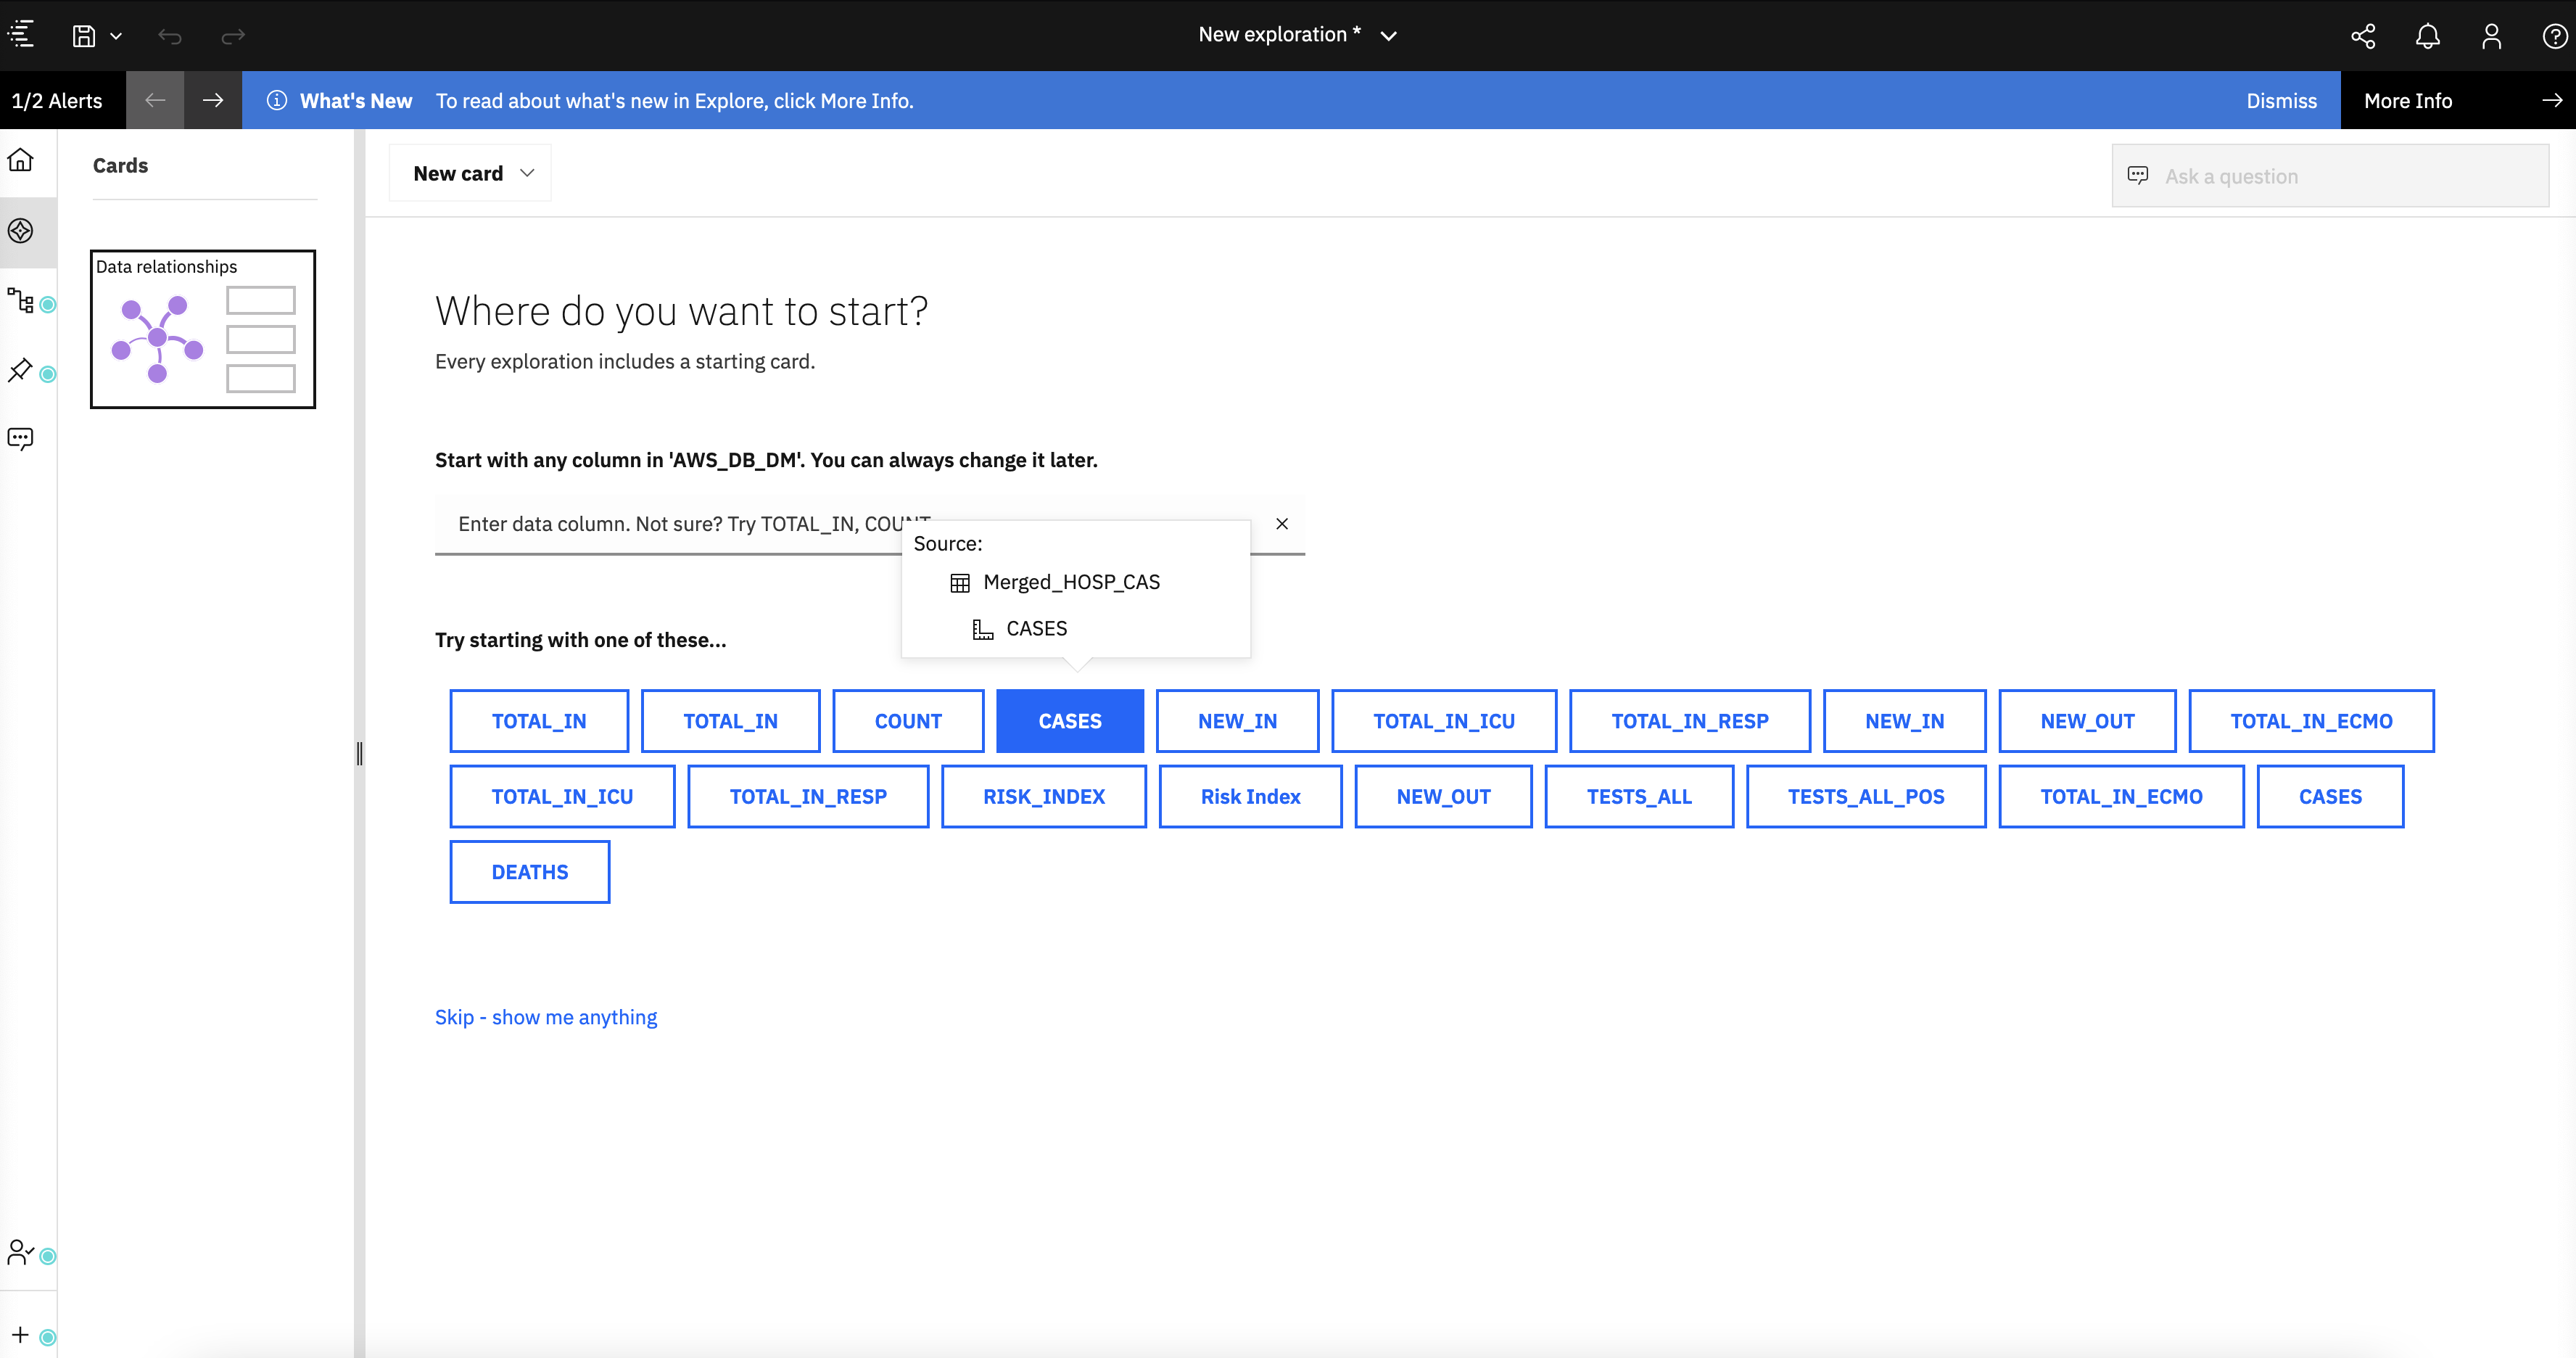 New exploration *
1/2 Alerts
What's New To read about what's new in Explore, click More Info.
Dismiss
More Info
Cards
Data relationships
New card
Ask a question
Where do you want to start?
Every exploration includes a starting card.
Start with any column in 'AWS_DB_DM'. You can always change it later.
Enter data column. Not sure? Try TOTAL_IN, COUNT
Source:
Merged_HOSP_CAS
CASES
Try starting with one of these...
TOTAL_IN TOTAL_IN COUNT CASES NEW_IN TOTAL_IN_ICU TOTAL_IN_RESP NEW_IN NEW_OUT TOTAL_IN_ECMO
TOTAL_IN_ICU TOTAL_IN_RESP RISK_INDEX Risk Index NEW_OUT TESTS_ALL TESTS_ALL_POS TOTAL_IN_ECMO CASES
DEATHS
Skip - show me anything